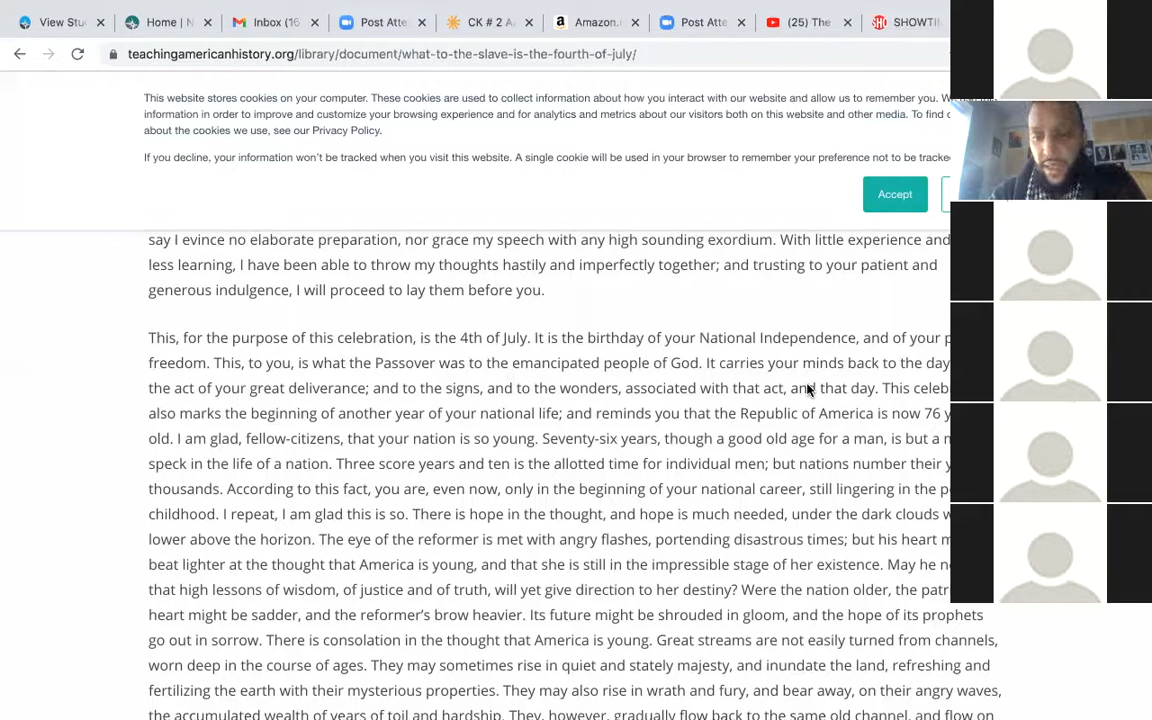 View Stu
Home | N
Inbox (16
Post Atte
CK # 2 A
Amazon.c
Post Atte
(25) The
SHOWTI
teachingamericanhistory.org/library/document/what-to-the-slave-is-the-fourth-of-july/
This website stores cookies on your computer. These cookies are used to collect information about how you interact with our website and allow us to remember you. We
information in order to improve and customize your browsing experience and for analytics and metrics about our visitors both on this website and other media. To find
about the cookies we use, see our Privacy Policy.
If you decline, your information won't be tracked when you visit this website. A single cookie will be used in your browser to remember your preference not to be tracke
Accept
say I evince no elaborate preparation, nor grace my speech with any high sounding exordium. With little experience and
less learning, I have been able to throw my thoughts hastily and imperfectly together; and trusting to your patient and
generous indulgence, I will proceed to lay them before you.
This, for the purpose of this celebration, is the 4th of July. It is the birthday of your National Independence, and of your p
freedom. This, to you, is what the Passover was to the emancipated people of God. It carries your minds back to the day
the act of your great deliverance; and to the signs, and to the wonders, associated with that act, and that day. This celeb
also marks the beginning of another year of your national life; and reminds you that the Republic of America is now 76 y
old. I am glad, fellow-citizens, that your nation is so young. Seventy-six years, though a good old age for a man, is but a m
speck in the life of a nation. Three score years and ten is the allotted time for individual men; but nations number their y
thousands. According to this fact, you are, even now, only in the beginning of your national career, still lingering in the p
childhood. I repeat, I am glad this is so. There is hope in the thought, and hope is much needed, under the dark clouds w
lower above the horizon. The eye of the reformer is met with angry flashes, portending disastrous times; but his heart m
beat lighter at the thought that America is young, and that she is still in the impressible stage of her existence. May he n
that high lessons of wisdom, of justice and of truth, will yet give direction to her destiny? Were the nation older, the patr
heart might be sadder, and the reformer's brow heavier. Its future might be shrouded in gloom, and the hope of its prophets
go out in sorrow. There is consolation in the thought that America is young. Great streams are not easily turned from channels,
worn deep in the course of ages. They may sometimes rise in quiet and stately majesty, and inundate the land, refreshing and
fertilizing the earth with their mysterious properties. They may also rise in wrath and fury, and bear away, on their angry waves,
the accumulated wealth of years of toil and hardship. They, however, gradually flow back to the same old channel, and flow on